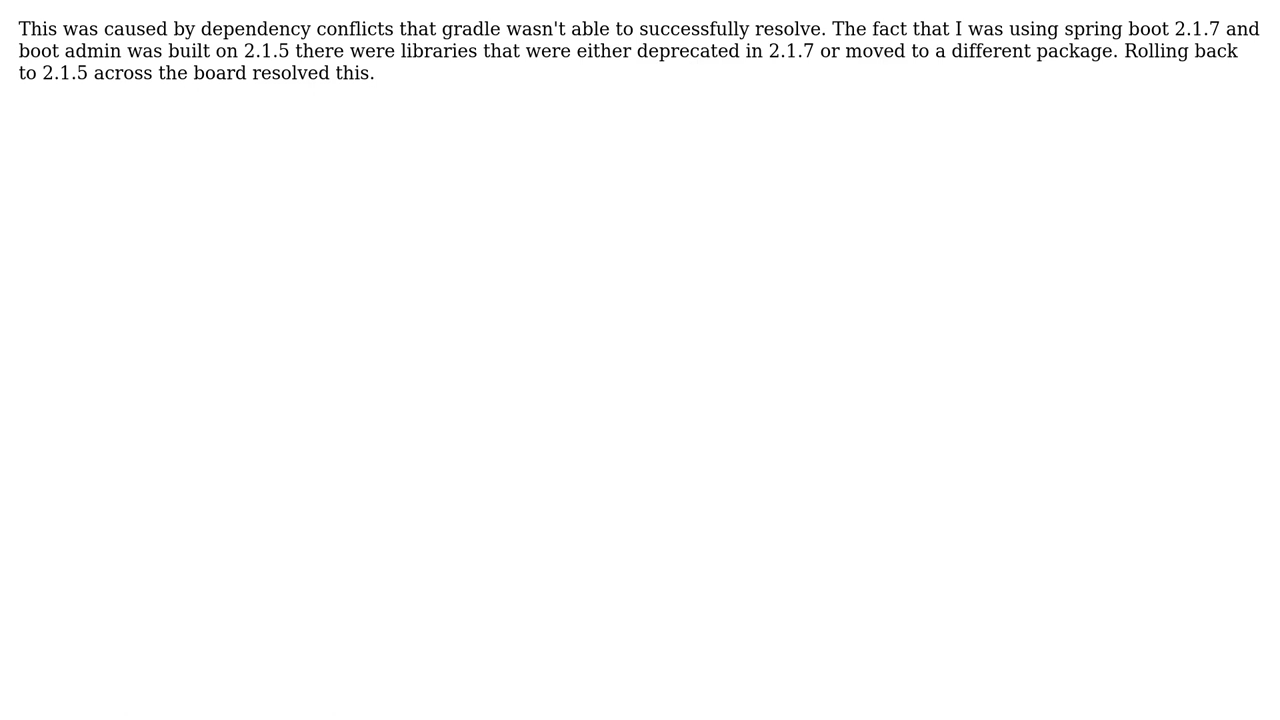 This was caused by dependency conflicts that gradle wasn't able to successfully resolve. The fact that I was using spring boot 2.1.7 and
boot admin was built on 2.1.5 there were libraries that were either deprecated in 2.1.7 or moved to a different package. Rolling back
to 2.1.5 across the board resolved this.